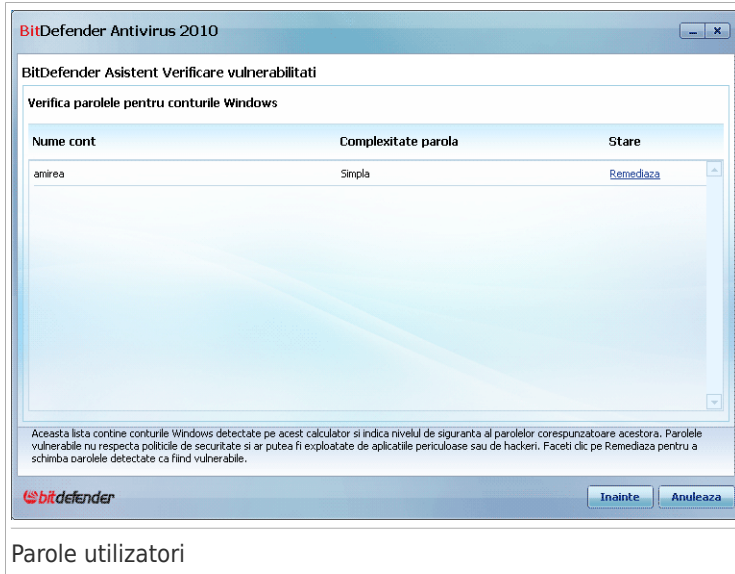 BitDefender Antivirus 2010
BitDefender Asistent Verificare vulnerabilitati
Verifica parolele pentru conturile Windows
Nume cont Complexitate parola Stare
amirea Simpla Remediaza
Aceasta lista contine conturile Windows detectate pe acest calculator si indica nivelul de siguranta al parolelor corespunzatoare acestora. Parolele
vulnerabile nu respecta politicile de securitate si ar putea fi exploatate de aplicatiile periculoase sau de hackeri. Faceti clic pe Remediaza pentru a
schimba parolele detectate ca fiind vulnerabile.
bitdefender Inainte Anuleaza
Parole utilizatori